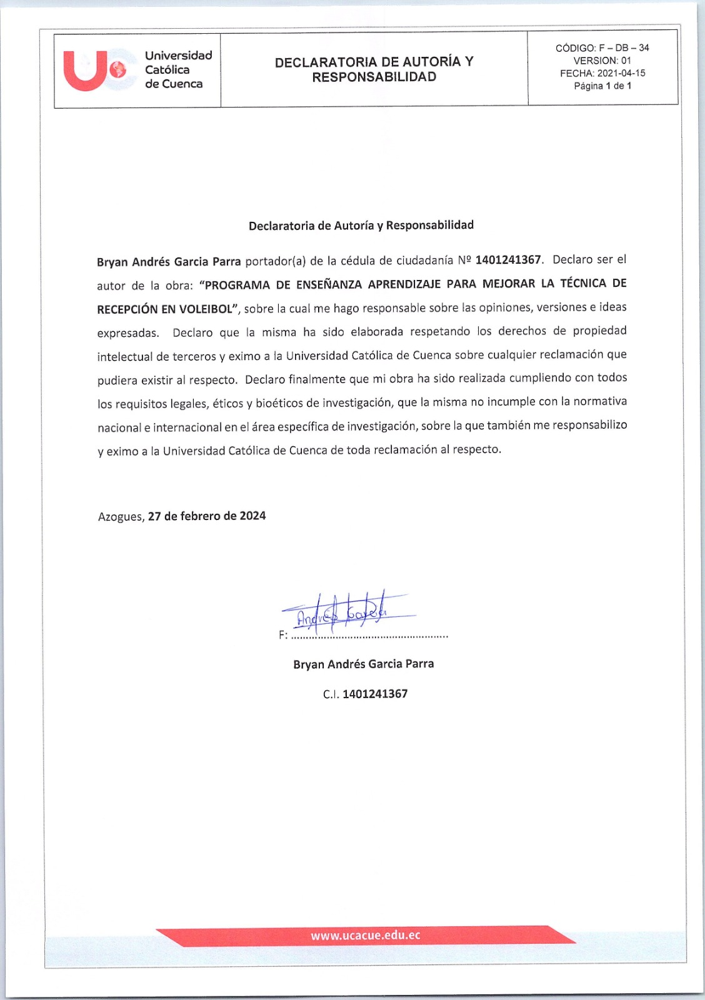 Universidad
Católica
de Cuenca
DECLARATORIA DE AUTORÍA Y
RESPONSABILIDAD
CÓDIGO: F – DB – 34
VERSION: 01
FECHA: 2021-04-15
Página 1 de 1
Declaratoria de Autoría y Responsabilidad
Bryan Andrés Garcia Parra portador(a) de la cédula de ciudadanía Nº 1401241367. Declaro ser el
autor de la obra: “PROGRAMA DE ENSEÑANZA APRENDIZAJE PARA MEJORAR LA TÉCNICA DE
RECEPCIÓN EN VOLEIBOL”, sobre la cual me hago responsable sobre las opiniones, versiones e ideas
expresadas. Declaro que la misma ha sido elaborada respetando los derechos de propiedad
intelectual de terceros y eximo a la Universidad Católica de Cuenca sobre cualquier reclamación que
pudiera existir al respecto. Declaro finalmente que mi obra ha sido realizada cumpliendo con todos
los requisitos legales, éticos y bioéticos de investigación, que la misma no incumple con la normativa
nacional e internacional en el área específica de investigación, sobre la que también me responsabilizo
y eximo a la Universidad Católica de Cuenca de toda reclamación al respecto.
Azogues, 27 de febrero de 2024
Andrés García
F: ........................................................
Bryan Andrés Garcia Parra
C.I. 1401241367
www.ucacue.edu.ec